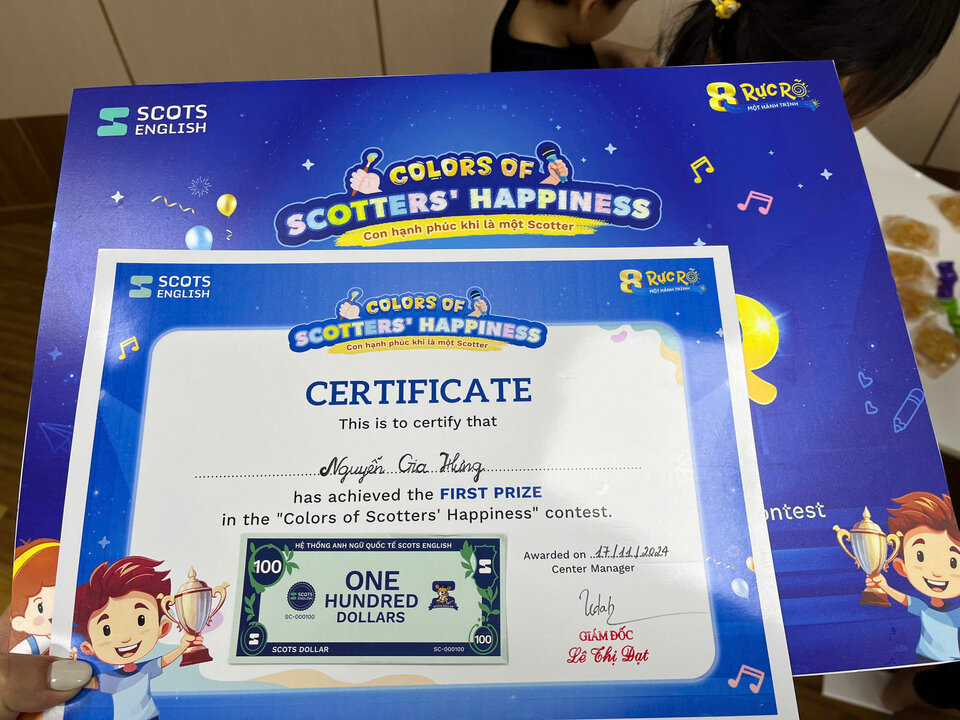 SCOTS
ENGLISH
8 RỰC RỠ
MỘT HÀNH TRÌNH
COLORS OF
SCOTTERS' HAPPINESS
Con hạnh phúc khi là một Scotter
SCOTS
ENGLISH
8 RỰC RỠ
MỘT HÀNH TRÌNH
COLORS OF
SCOTTERS' HAPPINESS
Con hạnh phúc khi là một Scotter
CERTIFICATE
This is to certify that
Nguyễn Gia Hưng
has achieved the FIRST PRIZE
in the "Colors of Scotters' Happiness" contest.
HỆ THỐNG ANH NGỮ QUỐC TẾ SCOTS ENGLISH
100
ONE
HUNDRED
DOLLARS
SCOTS
ENGLISH
SC-000100
SCOTS DOLLAR
SC-000100
100
Awarded on 17/11/2024
Center Manager
GIÁM ĐỐC
Lê Thị Đạt
R
ontest